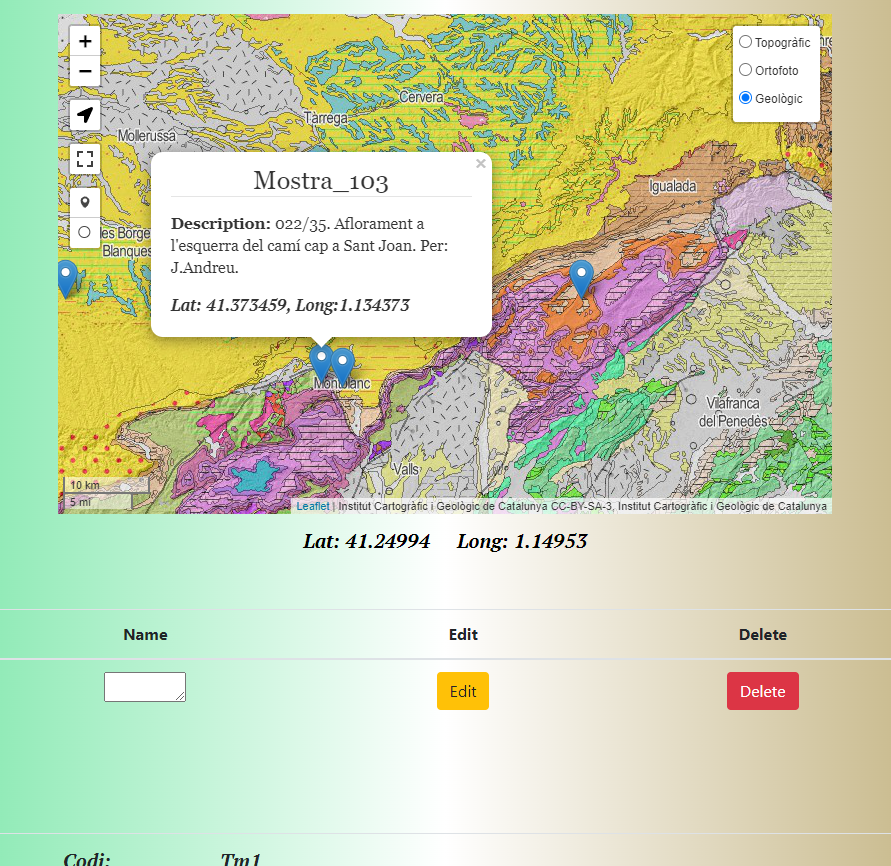 +
Topogràfic
−
Ortofoto
Geològic
Cervera
Tàrrega
Mollerussa
×
Mostra_103
Igualada
Description: 022/35. Aflorament a
l'esquerra del camí cap a Sant Joan. Per:
J.Andreu.
les Borge
Blanques
Lat: 41.373459, Long:1.134373
Montblanc
Vilafranca
del Penedès
Valls
10 km
5 mi
Leaflet | Institut Cartogràfic i Geològic de Catalunya CC-BY-SA-3, Institut Cartogràfic i Geològic de Catalunya
Lat: 41.24994 Long: 1.14953
Name Edit Delete
Edit Delete
Codi: Tm1